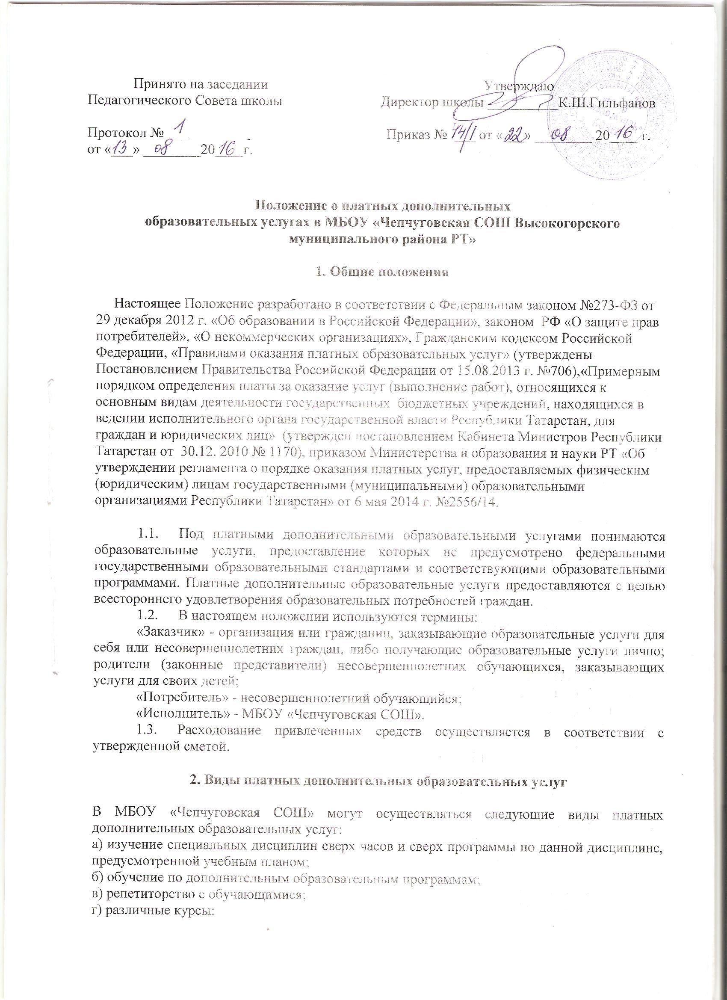 Принято на заседании
Педагогического Совета школы
Протокол № 1
от «13» 08 2016 г.
Утверждаю
Директор школы __________ К.Ш.Гильфанов
Приказ № 14/1 от «22» 08 2016 г.
Положение о платных дополнительных
образовательных услугах в МБОУ «Чепчуговская СОШ Высокогорского
муниципального района РТ»
1. Общие положения
Настоящее Положение разработано в соответствии с Федеральным законом №273-ФЗ от
29 декабря 2012 г. «Об образовании в Российской Федерации», законом РФ «О защите прав
потребителей», «О некоммерческих организациях», Гражданским кодексом Российской
Федерации, «Правилами оказания платных образовательных услуг» (утверждены
Постановлением Правительства Российской Федерации от 15.08.2013 г. №706),«Примерным
порядком определения платы за оказание услуг (выполнение работ), относящихся к
основным видам деятельности государственных бюджетных учреждений, находящихся в
ведении исполнительного органа государственной власти Республики Татарстан, для
граждан и юридических лиц» (утвержден постановлением Кабинета Министров Республики
Татарстан от 30.12. 2010 № 1170), приказом Министерства и образования и науки РТ «Об
утверждении регламента о порядке оказания платных услуг, предоставляемых физическим
(юридическим) лицам государственными (муниципальными) образовательными
организациями Республики Татарстан» от 6 мая 2014 г. №2556/14.
1.1. Под платными дополнительными образовательными услугами понимаются
образовательные услуги, предоставление которых не предусмотрено федеральными
государственными образовательными стандартами и соответствующими образовательными
программами. Платные дополнительные образовательные услуги предоставляются с целью
всестороннего удовлетворения образовательных потребностей граждан.
1.2. В настоящем положении используются термины:
«Заказчик» - организация или гражданин, заказывающие образовательные услуги для
себя или несовершеннолетних граждан, либо получающие образовательные услуги лично;
родители (законные представители) несовершеннолетних обучающихся, заказывающих
услуги для своих детей;
«Потребитель» - несовершеннолетний обучающийся;
«Исполнитель» - МБОУ «Чепчуговская СОШ».
1.3. Расходование привлеченных средств осуществляется в соответствии с
утвержденной сметой.
2. Виды платных дополнительных образовательных услуг
В МБОУ «Чепчуговская СОШ» могут осуществляться следующие виды платных
дополнительных образовательных услуг:
а) изучение специальных дисциплин сверх часов и сверх программы по данной дисциплине,
предусмотренной учебным планом;
б) обучение по дополнительным образовательным программам;
в) репетиторство с обучающимися;
г) различные курсы: